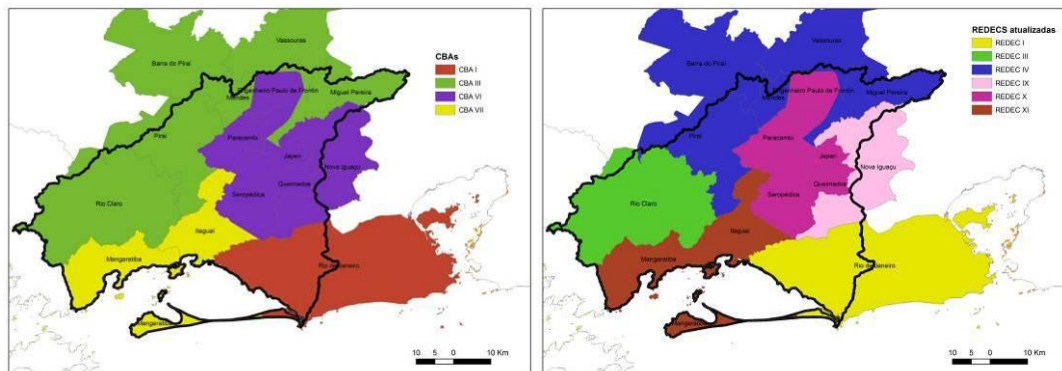 Vassouras
Barra do Piraí
Engenheiro Paulo de Frontin
Mendes
Miguel Pereira
Piraí
Paracambi
Japeri
Nova Iguaçu
Queimados
Seropédica
Rio Claro
Itaguaí
Mangaratiba
Rio de Janeiro
Mangaratiba
CBAs
CBA I
CBA III
CBA VI
CBA VII
10 5 0 10 Km
Vassouras
Barra do Piraí
Engenheiro Paulo de Frontin
Mendes
Miguel Pereira
Piraí
Paracambi
Japeri
Nova Iguaçu
Queimados
Seropédica
Rio Claro
Itaguaí
Mangaratiba
Rio de Janeiro
Mangaratiba
REDECS atualizadas
REDEC I
REDEC III
REDEC IV
REDEC IX
REDEC X
REDEC XI
10 5 0 10 Km